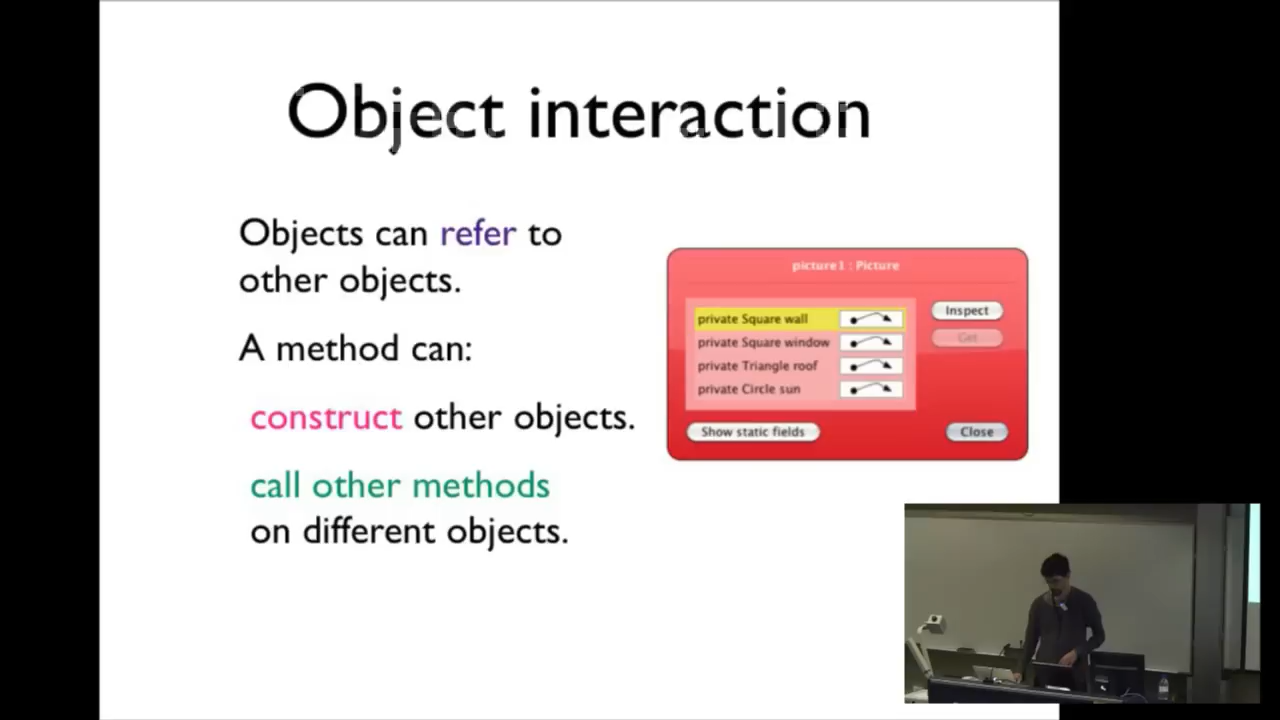 Object interaction
Objects can refer to
other objects.
A method can:
construct other objects.
call other methods
on different objects.
picture1 : Picture
private Square wall
private Square window
private Triangle roof
private Circle sun
Inspect
Get
Show static fields
Close